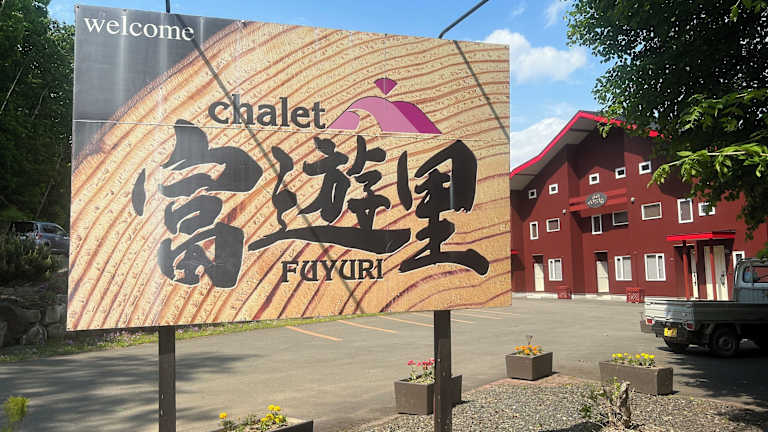 welcome
chalet
富遊里
FUYURI